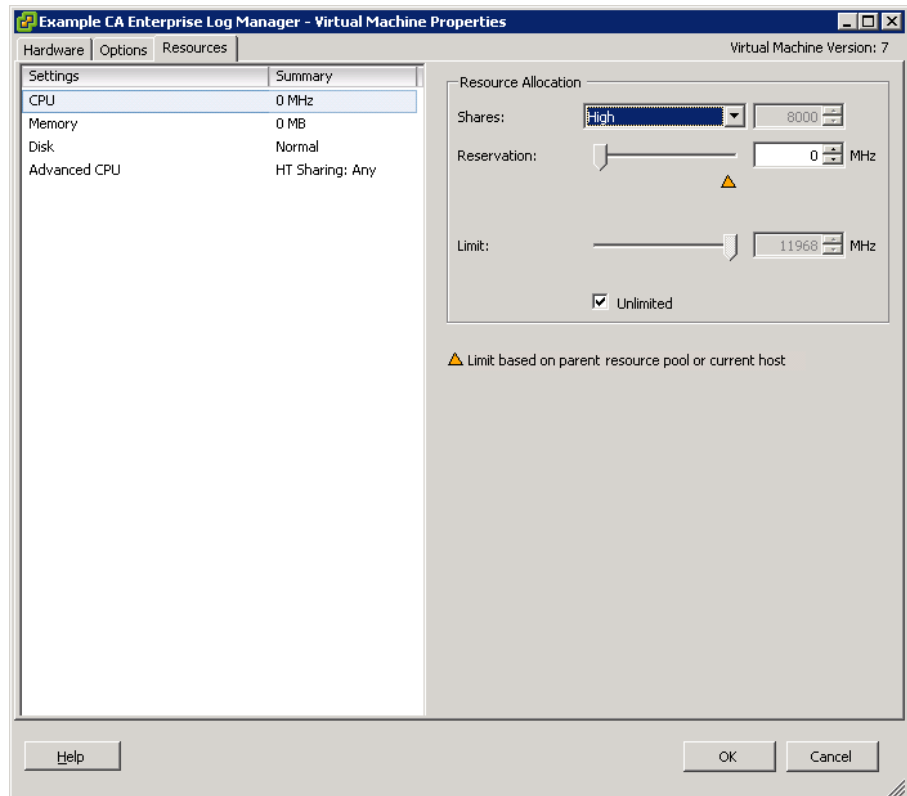 Example CA Enterprise Log Manager - Virtual Machine Properties
Hardware Options Resources Virtual Machine Version: 7
Settings Summary
CPU 0 MHz
Memory 0 MB
Disk Normal
Advanced CPU HT Sharing: Any
Resource Allocation
Shares: High 8000
Reservation: 0 MHz
Limit: 11968 MHz
Unlimited
Limit based on parent resource pool or current host
Help OK Cancel